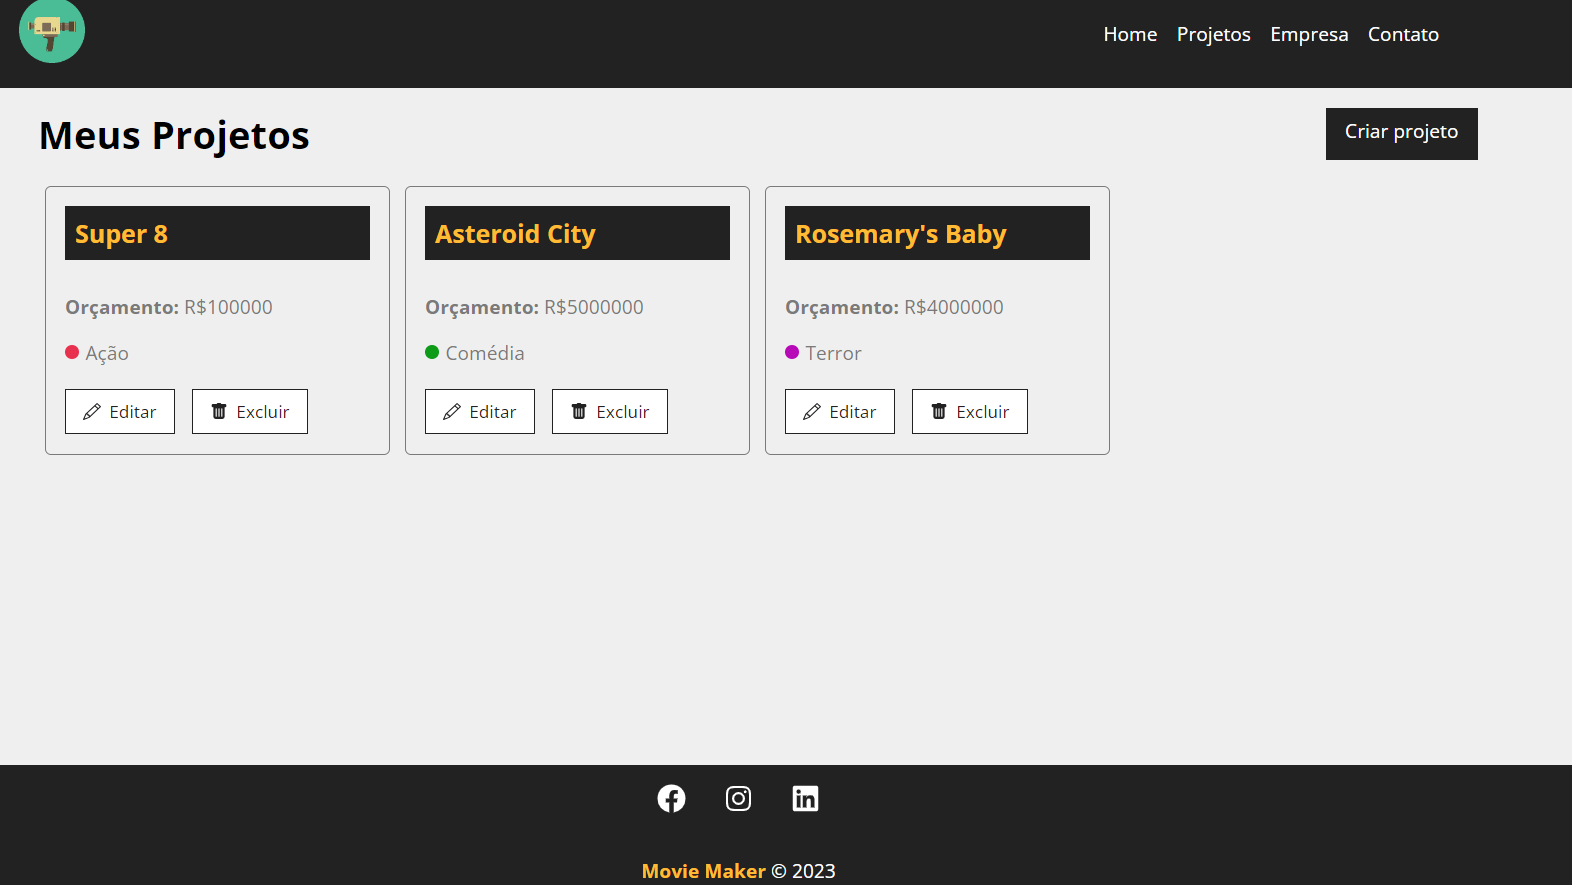 Home Projetos Empresa Contato
Meus Projetos
Criar projeto
Super 8
Orçamento: R$100000
Ação
Editar Excluir
Asteroid City
Orçamento: R$5000000
Comédia
Editar Excluir
Rosemary's Baby
Orçamento: R$4000000
Terror
Editar Excluir
Movie Maker © 2023